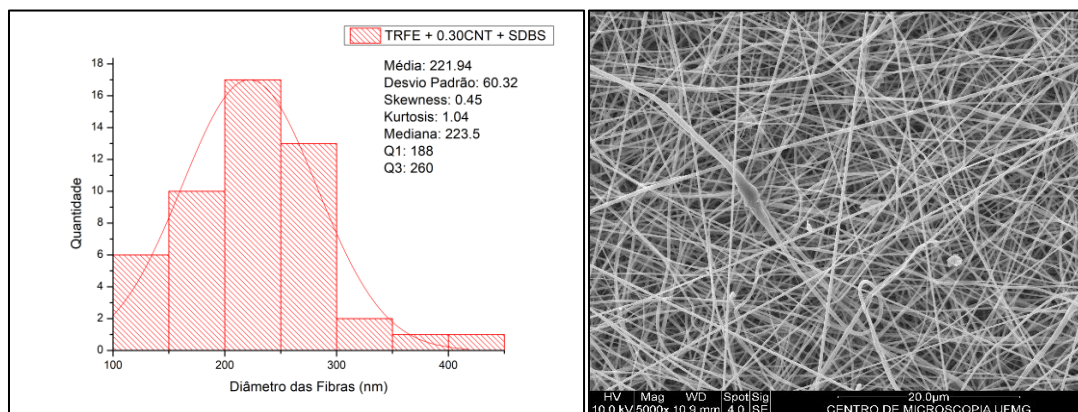 TRFE + 0.30CNT + SDBS
Média: 221.94
Desvio Padrão: 60.32
Skewness: 0.45
Kurtosis: 1.04
Mediana: 223.5
Q1: 188
Q3: 260
18
16
14
12
10
8
6
4
2
0
Quantidade
100
200
300
400
Diâmetro das Fibras (nm)
HV Mag WD Spot Sig 20.0µm
10.0 kV 5000x 10.9 mm 4.0 SE CENTRO DE MICROSCOPIA UFMG